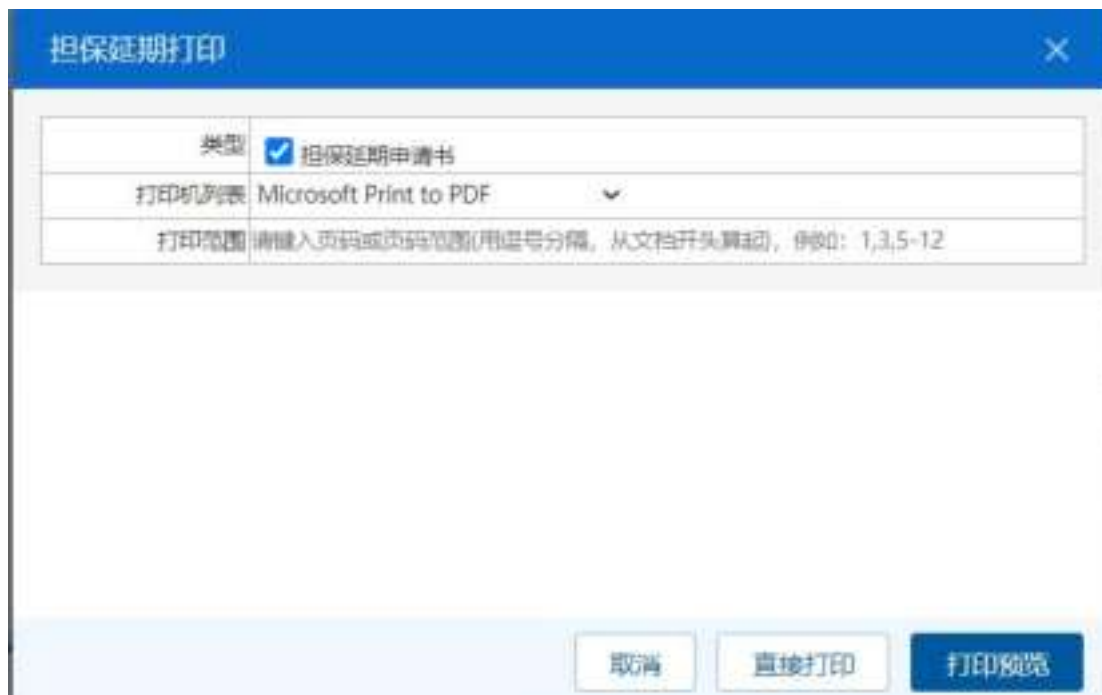 担保延期打印
类型 担保延期申请书
打印机列表 Microsoft Print to PDF
打印范围 请键入页码或页码范围(用逗号分隔，从文档开头算起)，例如：1,3,5-12
取消 直接打印 打印预览